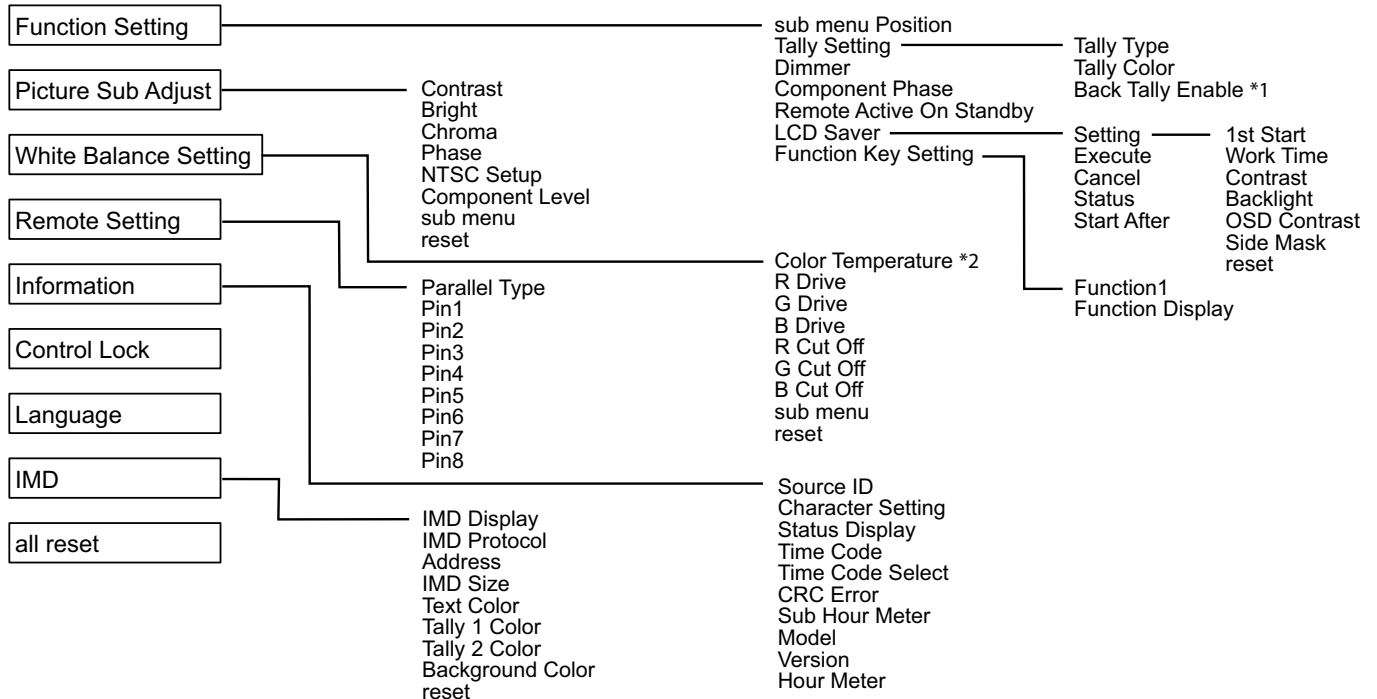 Function Setting
Picture Sub Adjust
White Balance Setting
Remote Setting
Information
Control Lock
Language
IMD
all reset
Contrast
Bright
Chroma
Phase
NTSC Setup
Component Level
sub menu
reset
Parallel Type
Pin1
Pin2
Pin3
Pin4
Pin5
Pin6
Pin7
Pin8
IMD Display
IMD Protocol
Address
IMD Size
Text Color
Tally 1 Color
Tally 2 Color
Background Color
reset
sub menu Position
Tally Setting
Dimmer
Component Phase
Remote Active On Standby
LCD Saver
Function Key Setting
Color Temperature *2
R Drive
G Drive
B Drive
R Cut Off
G Cut Off
B Cut Off
sub menu
reset
Source ID
Character Setting
Status Display
Time Code
Time Code Select
CRC Error
Sub Hour Meter
Model
Version
Hour Meter
Tally Type
Tally Color
Back Tally Enable *1
Setting
Execute
Cancel
Status
Start After
Function1
Function Display
1st Start
Work Time
Contrast
Backlight
OSD Contrast
Side Mask
reset